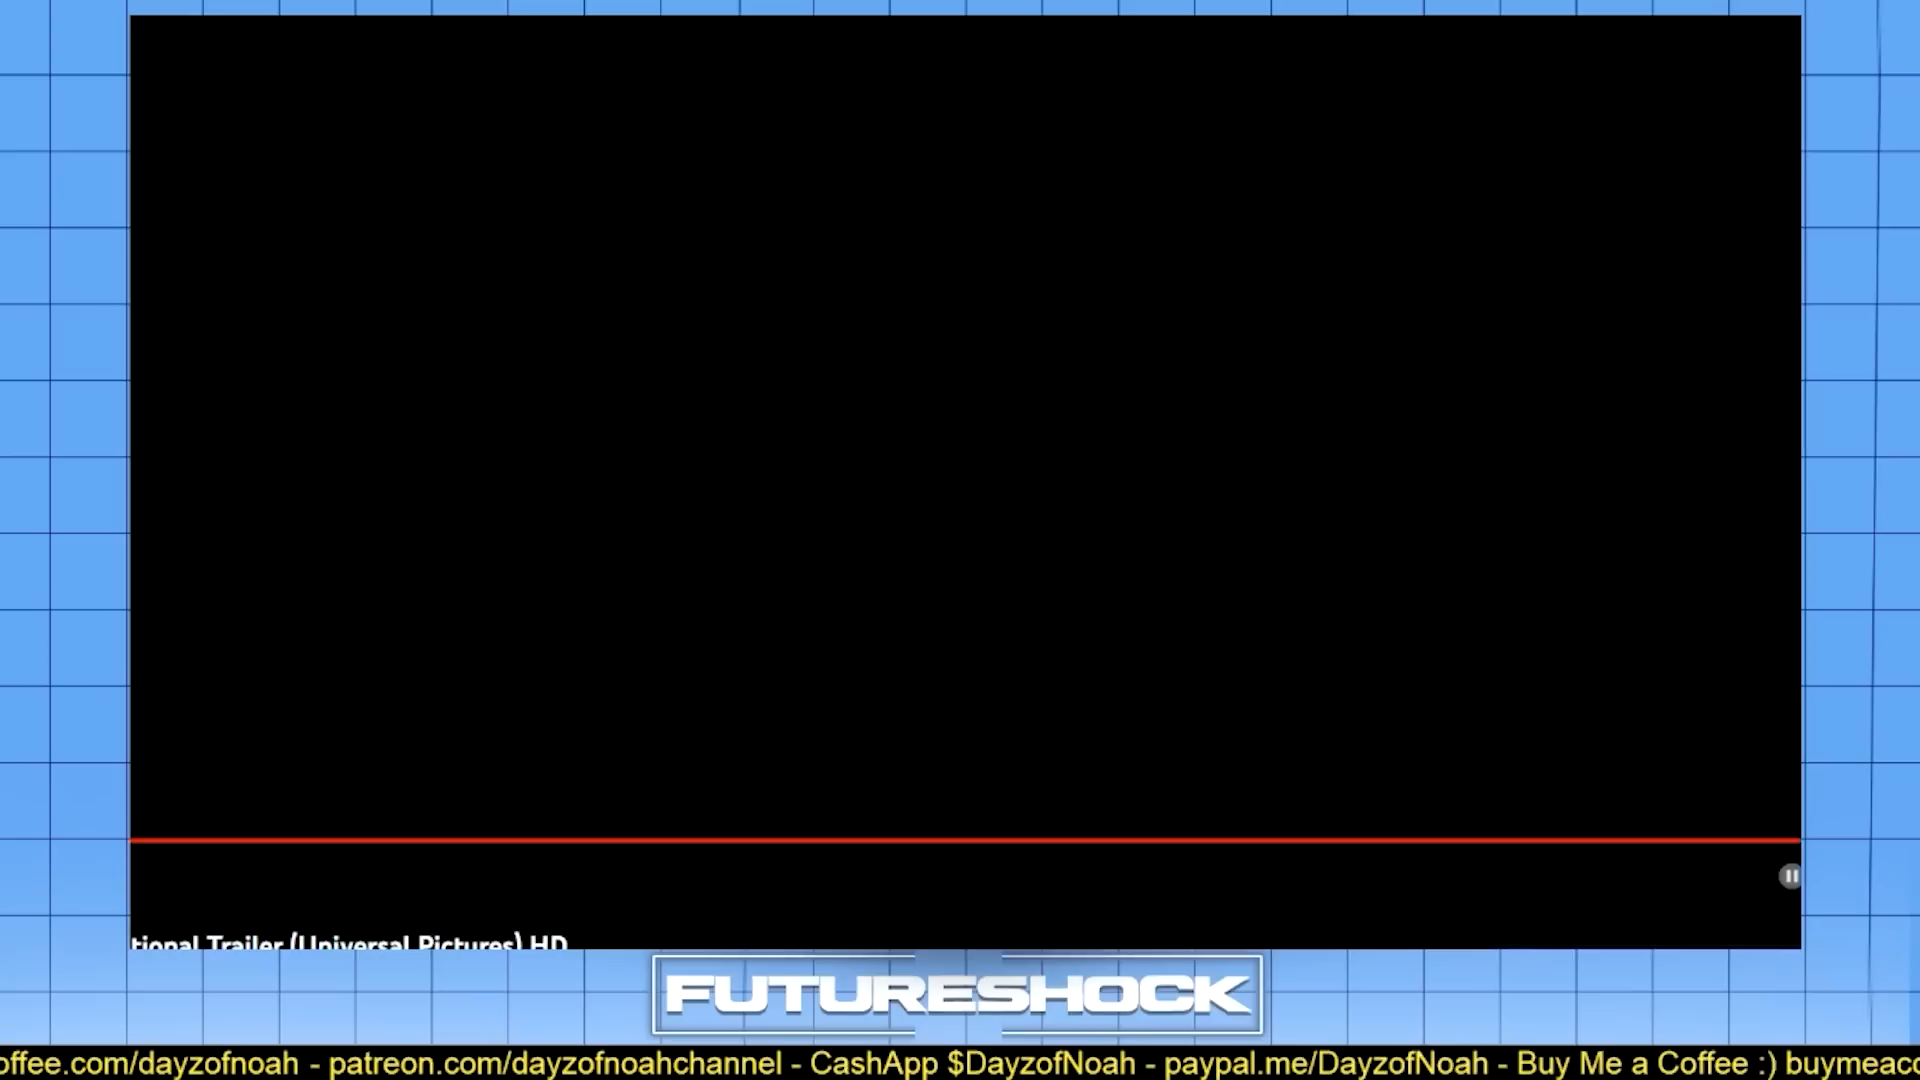 tional Trailer (Universal Pictures) HD
FUTURESHOCK
offee.com/dayzofnoah - patreon.com/dayzofnoahchannel - CashApp $DayzofNoah - paypal.me/DayzofNoah - Buy Me a Coffee :) buymeaco